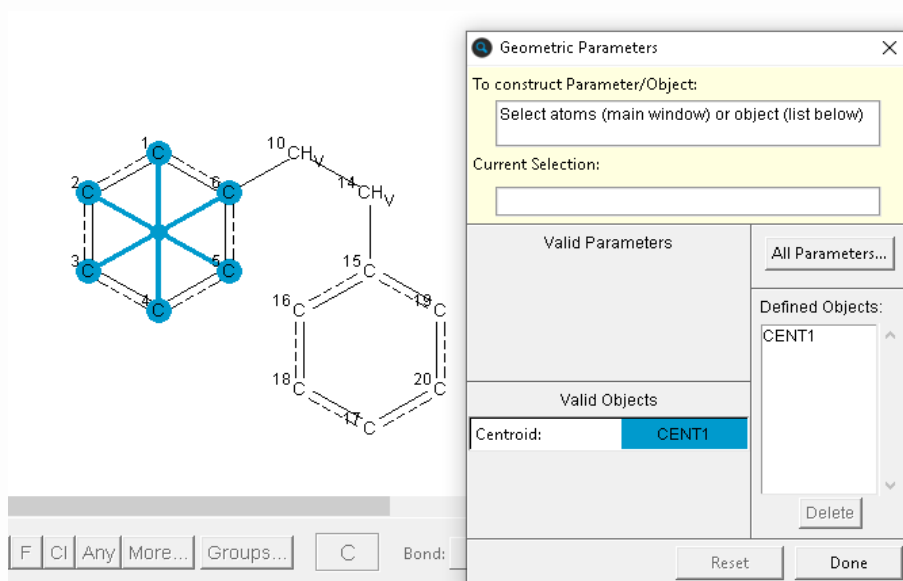 Geometric Parameters
To construct Parameter/Object:
Select atoms (main window) or object (list below)
Current Selection:
Valid Parameters
All Parameters...
Defined Objects:
CENT1
Valid Objects
Centroid: CENT1
Delete
Reset Done
1 C
2 C
6 C
3 C
5 C
4 C
10 CHV
14 CHV
15 C
16 C
19 C
18 C
20 C
17 C
F Cl Any More... Groups... C Bond: